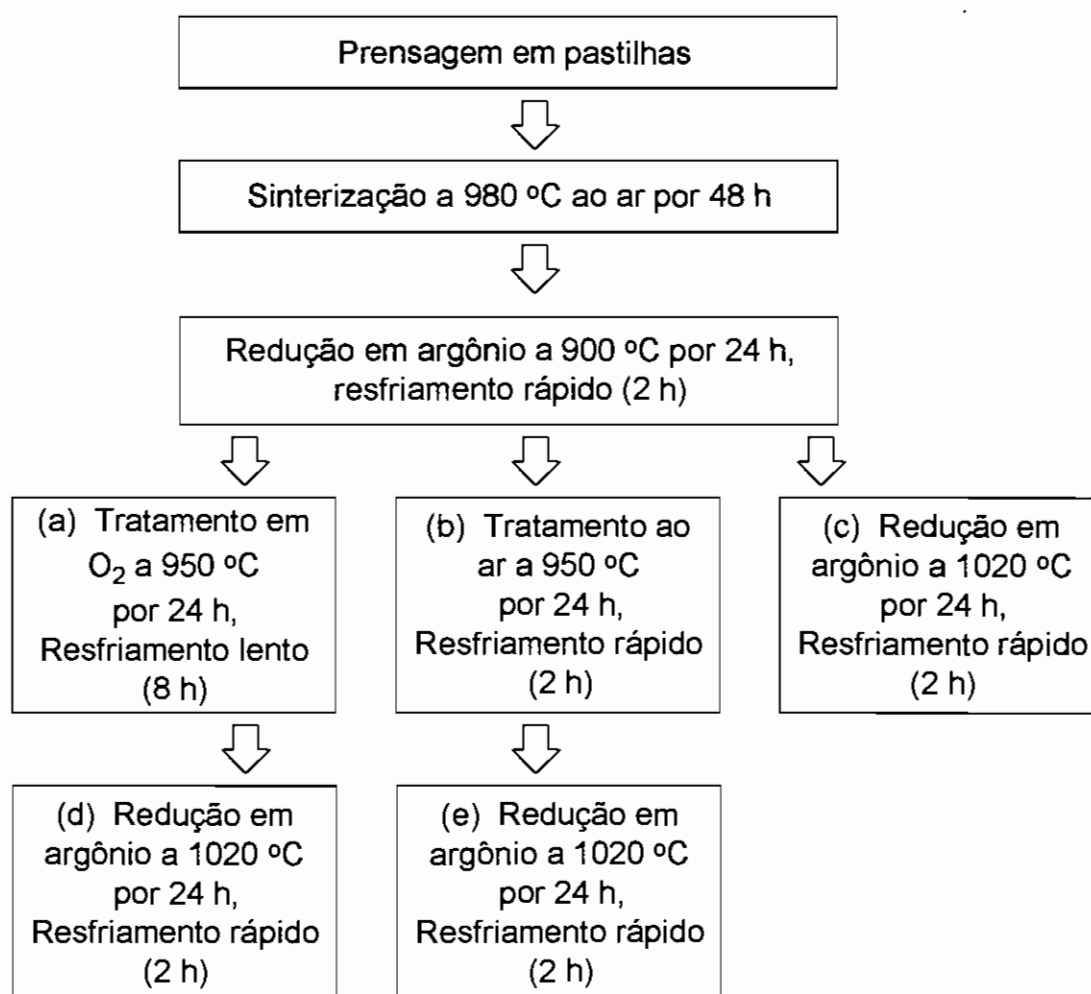 Prensagem em pastilhas
Sinterização a 980 ºC ao ar por 48 h
Redução em argônio a 900 ºC por 24 h,
resfriamento rápido (2 h)
(a) Tratamento em
O₂ a 950 ºC
por 24 h,
Resfriamento lento
(8 h)
(b) Tratamento ao
ar a 950 ºC
por 24 h,
Resfriamento rápido
(2 h)
(c) Redução em
argônio a 1020 ºC
por 24 h,
Resfriamento rápido
(2 h)
(d) Redução em
argônio a 1020 ºC
por 24 h,
Resfriamento rápido
(2 h)
(e) Redução em
argônio a 1020 ºC
por 24 h,
Resfriamento rápido
(2 h)